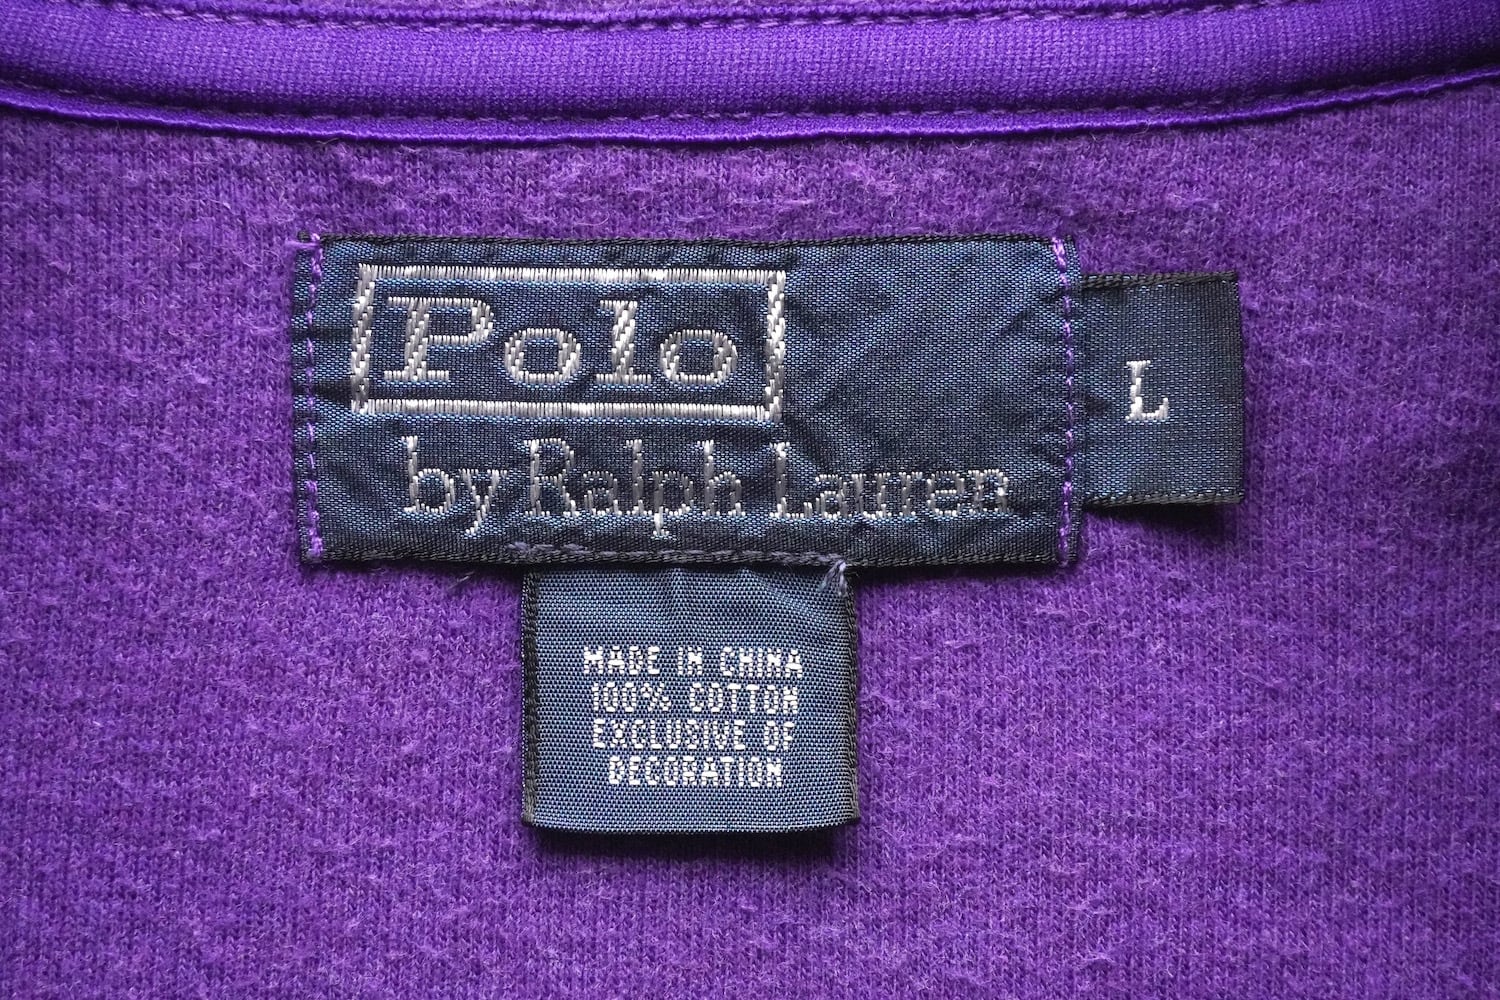 Polo
by Ralph Lauren
L
MADE IN CHINA
100% COTTON
EXCLUSIVE OF
DECORATION